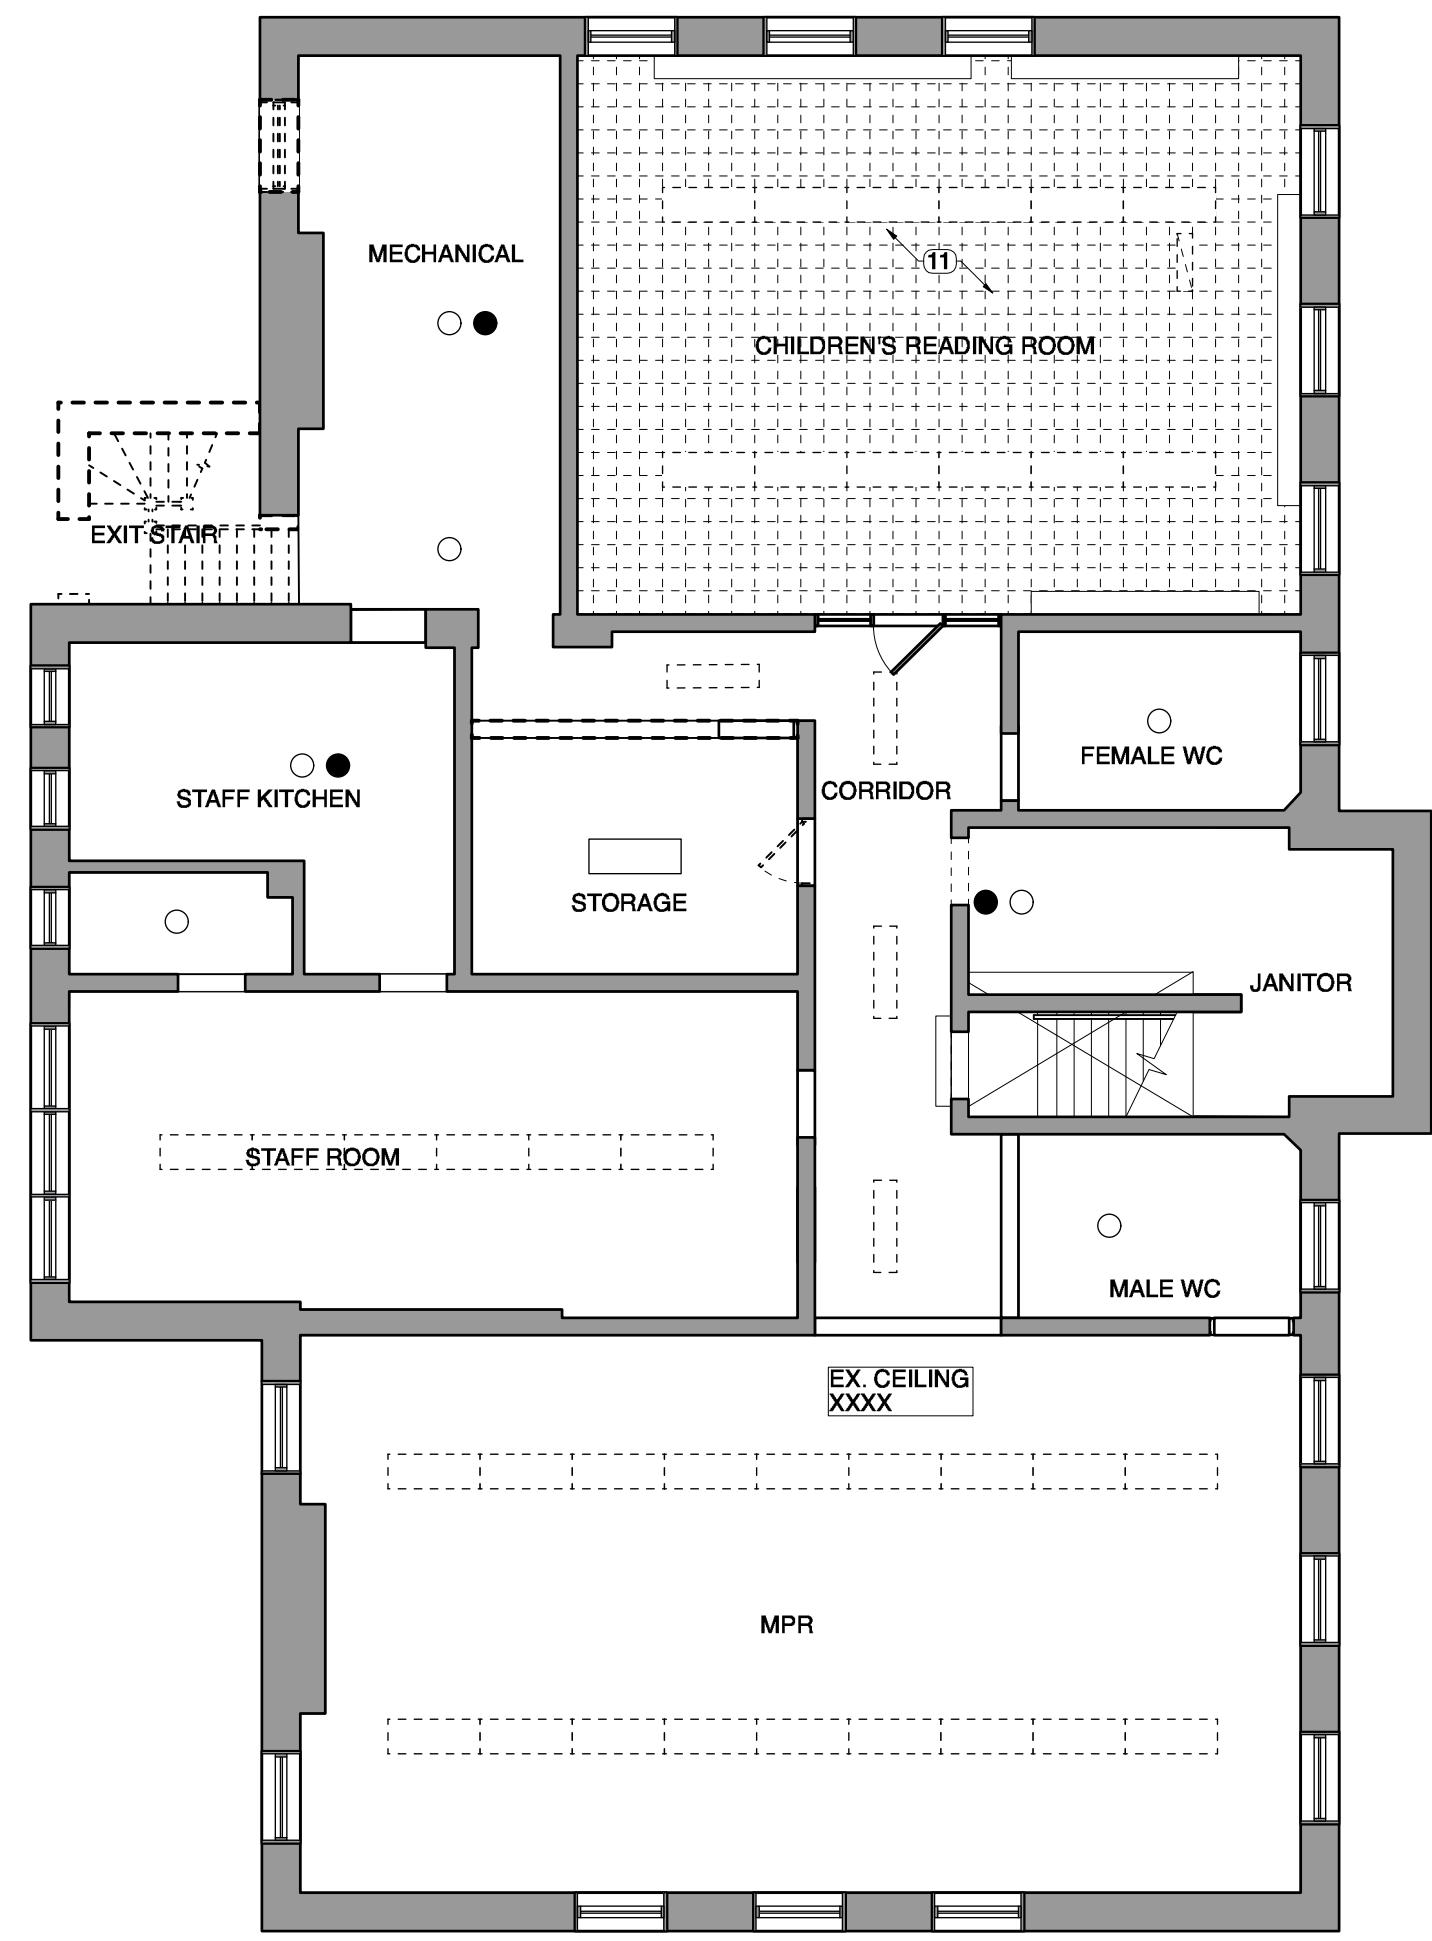 MECHANICAL
11
CHILDREN'S READING ROOM
EXIT STAIR
FEMALE WC
CORRIDOR
STAFF KITCHEN
STORAGE
JANITOR
STAFF ROOM
MALE WC
EX. CEILING
XXXX
MPR